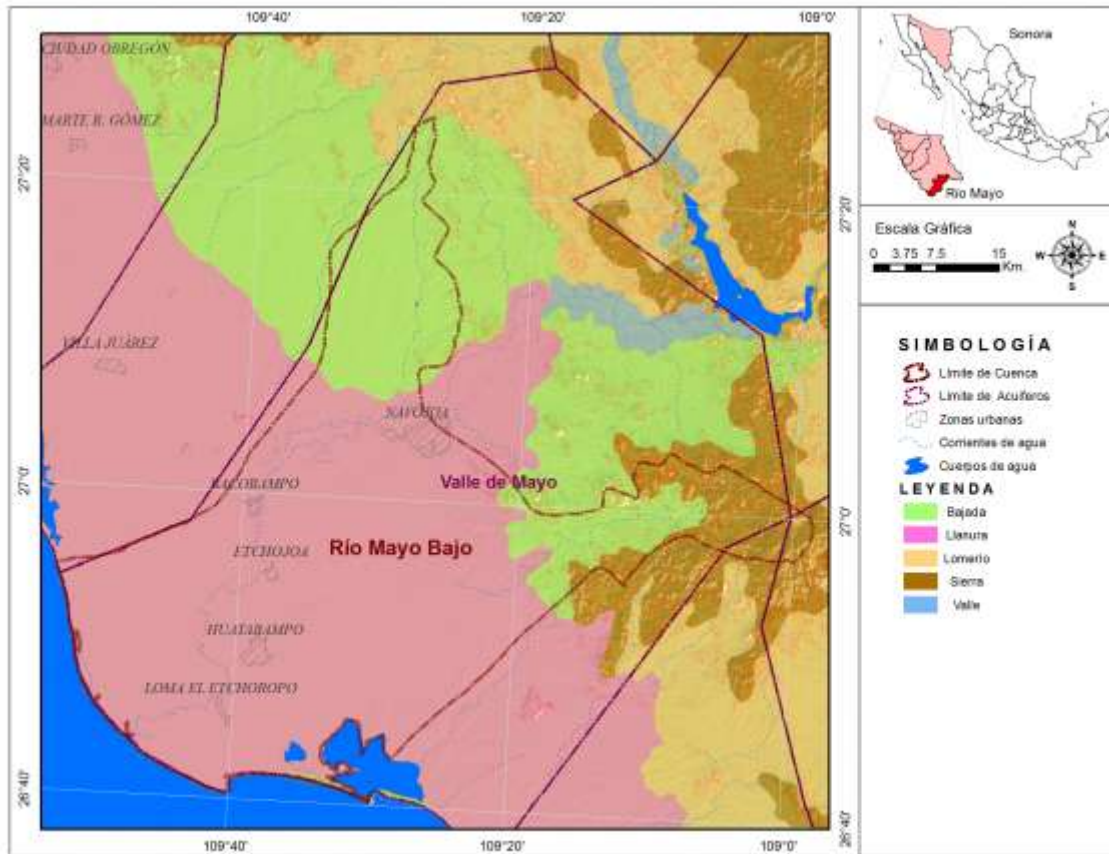 109°40'
109°20'
109°0'
CIUDAD OBREGÓN
MARTE R. GÓMEZ
27°20'
27°20'
VILLA JUÁREZ
NAVOJOA
27°0'
BACOBAMPO
Valle de Mayo
27°0'
ETCHOJOA
Río Mayo Bajo
HUATABAMPO
LOMA EL ETCHOROPO
26°40'
26°40'
109°40'
109°20'
109°0'
Sonora
Río Mayo
Escala Gráfica
0 3.75 7.5 15
Km.
N
W E
S
SIMBOLOGÍA
Límite de Cuenca
Límite de Acuíferos
Zonas urbanas
Corrientes de agua
Cuerpos de agua
LEYENDA
Bajada
Llanura
Lomerío
Sierra
Valle